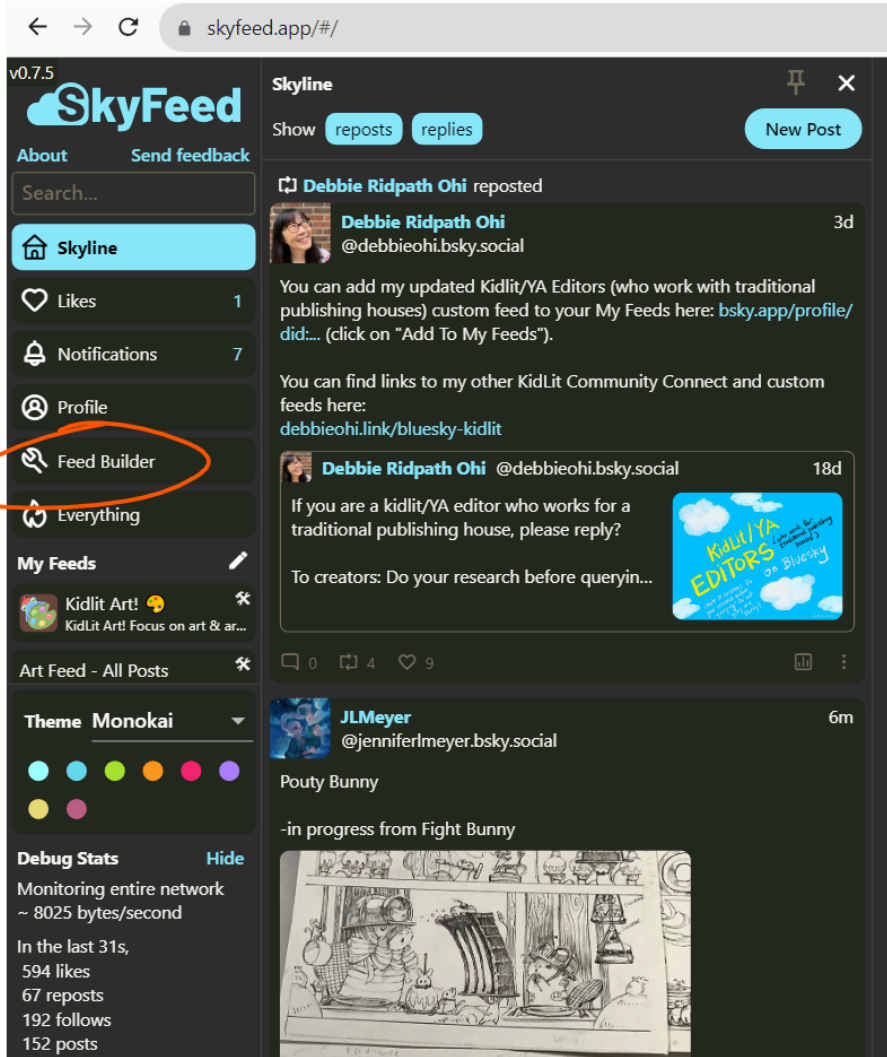 skyfeed.app/#/
v0.7.5
SkyFeed
About Send feedback
Search...
Skyline
Likes 1
Notifications 7
Profile
Feed Builder
Everything
My Feeds
Kidlit Art! 🎨
KidLit Art! Focus on art & ar...
Art Feed - All Posts
Theme Monokai
Debug Stats Hide
Monitoring entire network
~ 8025 bytes/second
In the last 31s,
594 likes
67 reposts
192 follows
152 posts
Skyline
Show reposts replies New Post
Debbie Ridpath Ohi reposted
Debbie Ridpath Ohi 3d
@debbieohi.bsky.social
You can add my updated Kidlit/YA Editors (who work with traditional
publishing houses) custom feed to your My Feeds here: bsky.app/profile/
did:... (click on "Add To My Feeds").
You can find links to my other KidLit Community Connect and custom
feeds here:
debbieohi.link/bluesky-kidlit
Debbie Ridpath Ohi @debbieohi.bsky.social 18d
If you are a kidlit/YA editor who works for a
traditional publishing house, please reply?
To creators: Do your research before queryin...
KidLit/YA
EDITORS
on Bluesky
0 4 9
JLMeyer 6m
@jenniferlmeyer.bsky.social
Pouty Bunny
-in progress from Fight Bunny